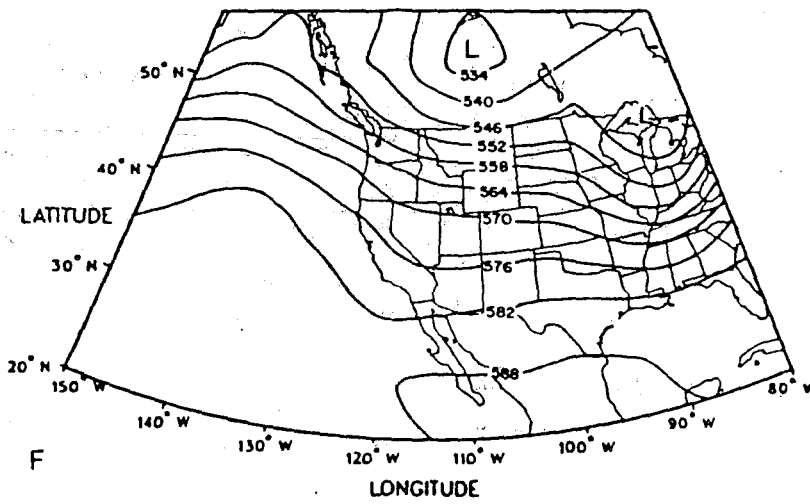 50° N
L
534
540
546
L
552
558
40° N
564
LATITUDE
570
30° N
576
582
20° N
588
150° W
80° W
140° W
90° W
130° W
120° W
110° W
100° W
F
LONGITUDE